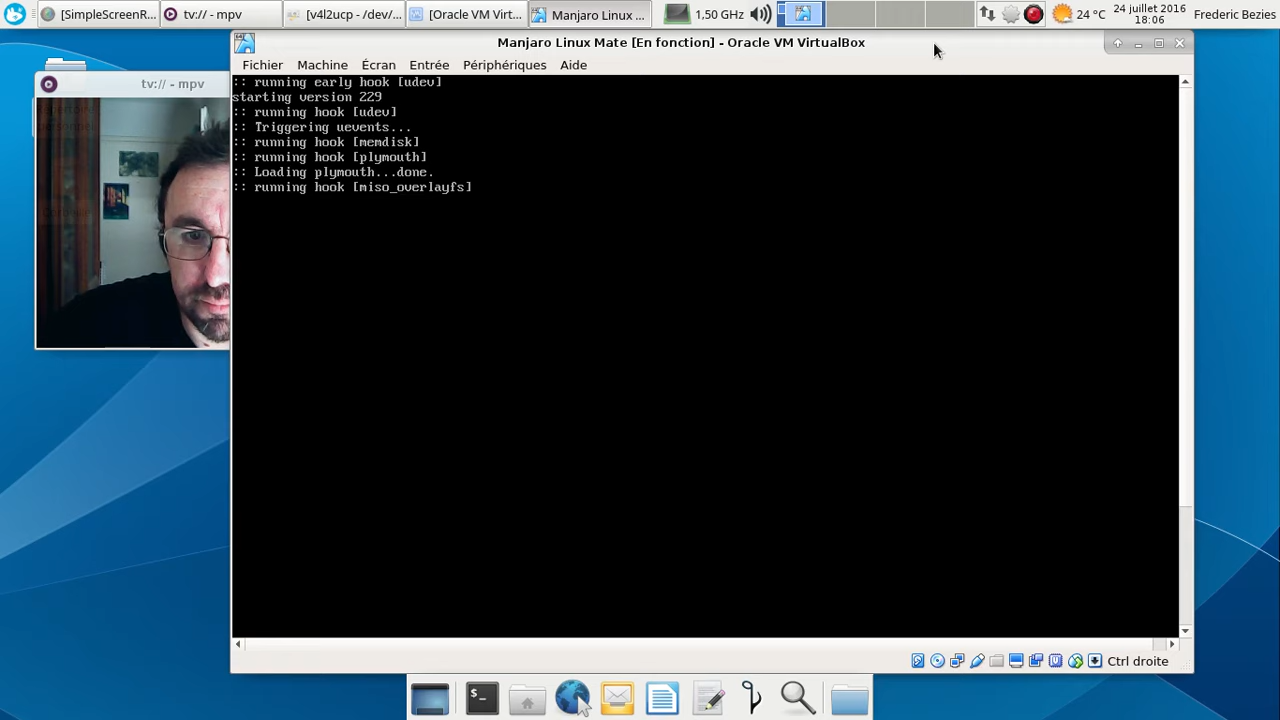 [SimpleScreenR...
tv:// - mpv
[v4l2ucp - /dev/...
[Oracle VM Virt...
Manjaro Linux ...
1,50 GHz
24 °C
24 juillet 2016
18:06
Frederic Bezies
tv:// - mpv
Manjaro Linux Mate [En fonction] - Oracle VM VirtualBox
Fichier Machine Écran Entrée Périphériques Aide
:: running early hook [udev]
starting version 229
:: running hook [udev]
:: Triggering uevents...
:: running hook [memdisk]
:: running hook [plymouth]
:: Loading plymouth...done.
:: running hook [miso_overlayfs]
Ctrl droite